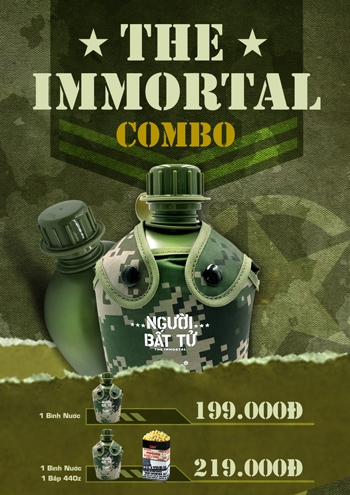 THE
IMMORTAL
COMBO
NGƯỜI
BẤT TỬ
THE IMMORTAL
1 Bình Nước
199.000Đ
1 Bình Nước
1 Bắp 44Oz
219.000Đ